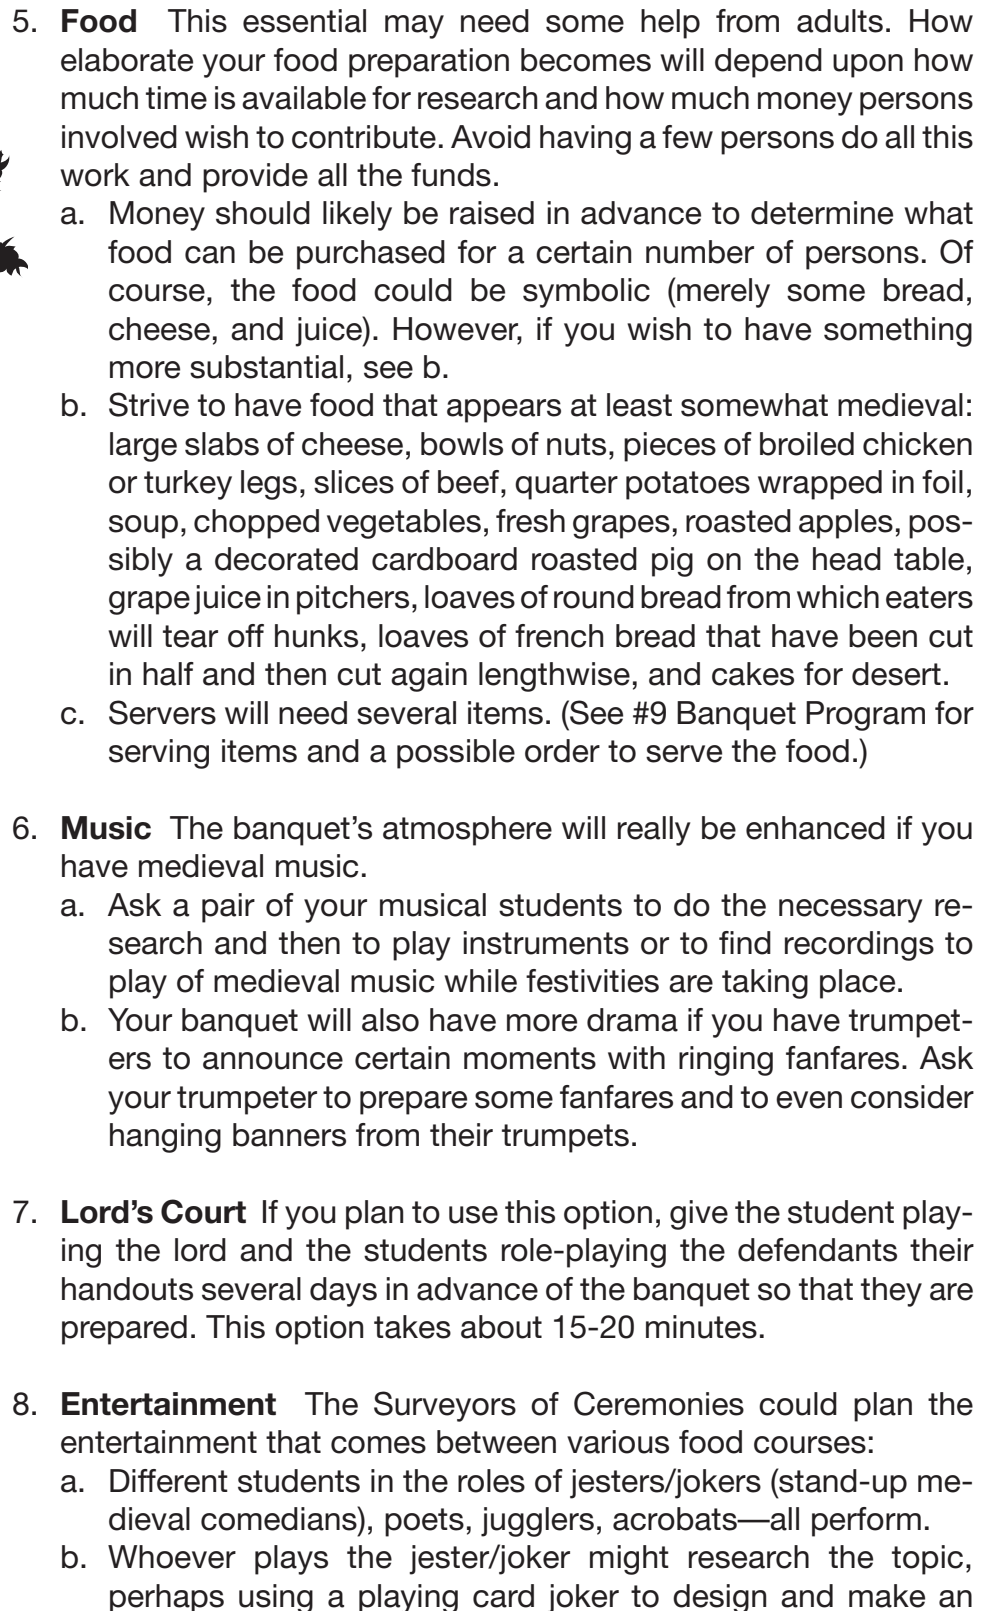 5. Food This essential may need some help from adults. How
elaborate your food preparation becomes will depend upon how
much time is available for research and how much money persons
involved wish to contribute. Avoid having a few persons do all this
work and provide all the funds.
a. Money should likely be raised in advance to determine what
food can be purchased for a certain number of persons. Of
course, the food could be symbolic (merely some bread,
cheese, and juice). However, if you wish to have something
more substantial, see b.
b. Strive to have food that appears at least somewhat medieval:
large slabs of cheese, bowls of nuts, pieces of broiled chicken
or turkey legs, slices of beef, quarter potatoes wrapped in foil,
soup, chopped vegetables, fresh grapes, roasted apples, pos-
sibly a decorated cardboard roasted pig on the head table,
grape juice in pitchers, loaves of round bread from which eaters
will tear off hunks, loaves of french bread that have been cut
in half and then cut again lengthwise, and cakes for desert.
c. Servers will need several items. (See #9 Banquet Program for
serving items and a possible order to serve the food.)
6. Music The banquet's atmosphere will really be enhanced if you
have medieval music.
a. Ask a pair of your musical students to do the necessary re-
search and then to play instruments or to find recordings to
play of medieval music while festivities are taking place.
b. Your banquet will also have more drama if you have trumpet-
ers to announce certain moments with ringing fanfares. Ask
your trumpeter to prepare some fanfares and to even consider
hanging banners from their trumpets.
7. Lord's Court If you plan to use this option, give the student play-
ing the lord and the students role-playing the defendants their
handouts several days in advance of the banquet so that they are
prepared. This option takes about 15-20 minutes.
8. Entertainment The Surveyors of Ceremonies could plan the
entertainment that comes between various food courses:
a. Different students in the roles of jesters/jokers (stand-up me-
dieval comedians), poets, jugglers, acrobats—all perform.
b. Whoever plays the jester/joker might research the topic,
perhaps using a playing card joker to design and make an